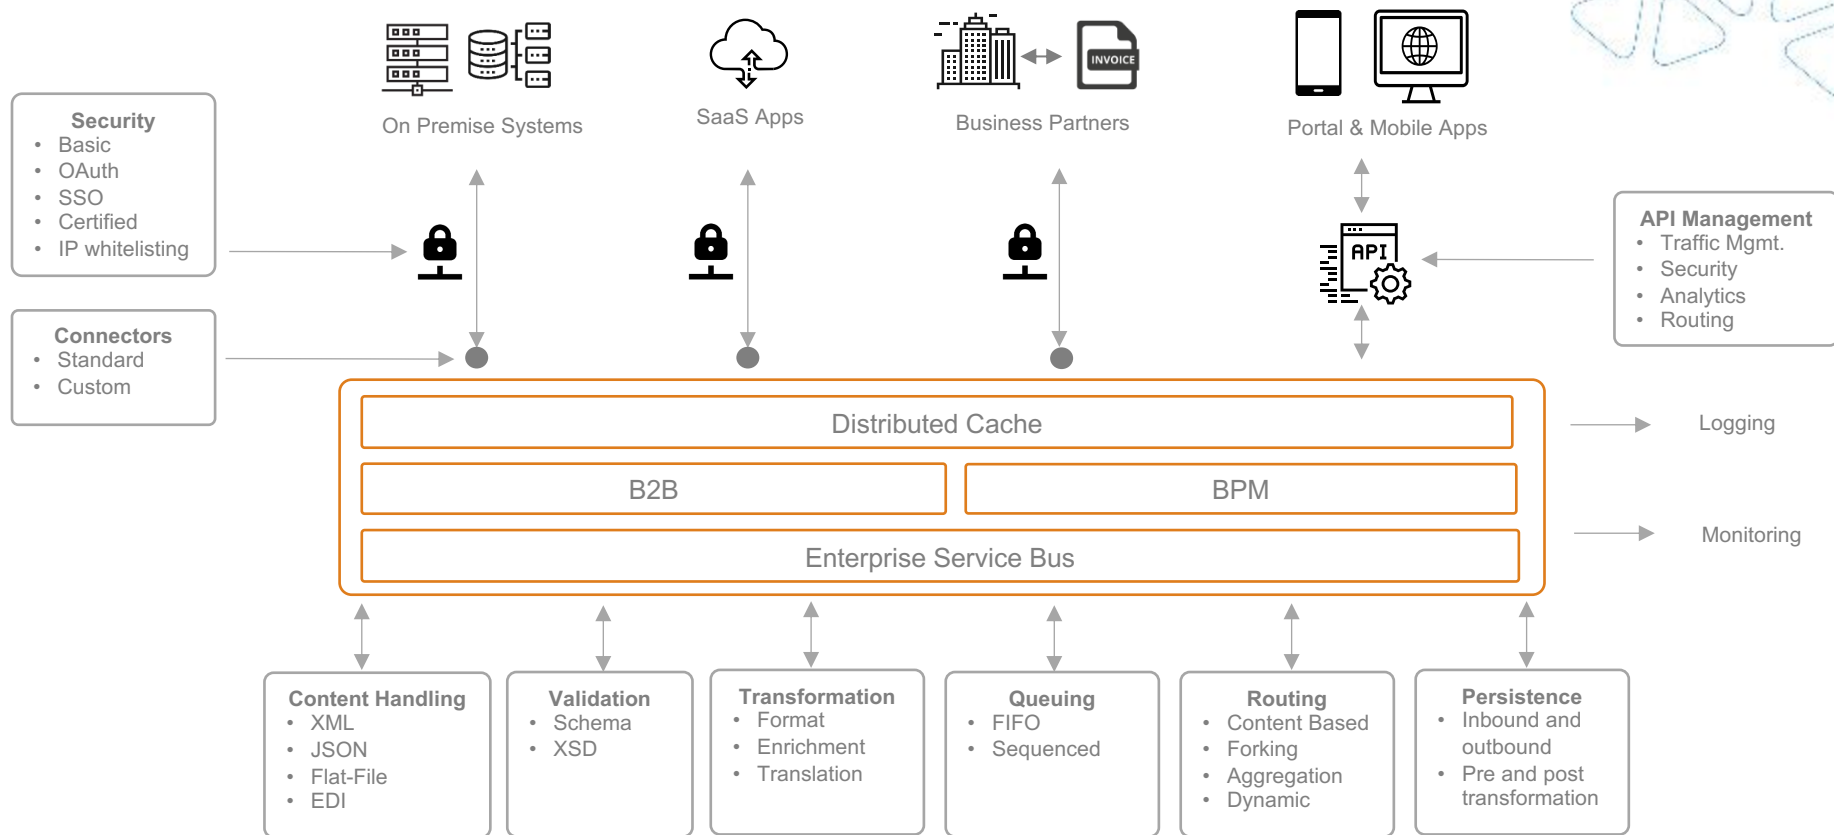 INVOICE
On Premise Systems
SaaS Apps
Business Partners
Portal & Mobile Apps
Security
• Basic
• OAuth
• SSO
• Certified
• IP whitelisting
API
API Management
• Traffic Mgmt.
• Security
• Analytics
• Routing
Connectors
• Standard
• Custom
Distributed Cache
B2B
BPM
Enterprise Service Bus
Logging
Monitoring
Content Handling
• XML
• JSON
• Flat-File
• EDI
Validation
• Schema
• XSD
Transformation
• Format
• Enrichment
• Translation
Queuing
• FIFO
• Sequenced
Routing
• Content Based
• Forking
• Aggregation
• Dynamic
Persistence
• Inbound and
outbound
• Pre and post
transformation